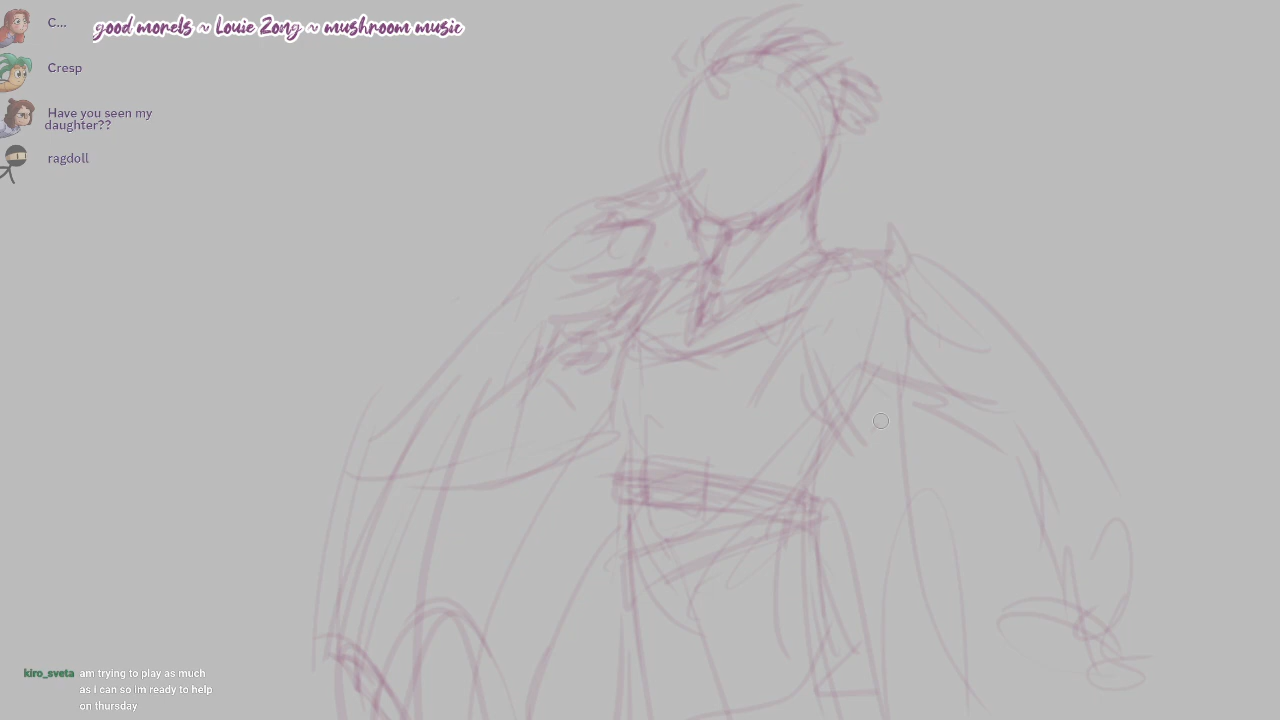 good morels ~ Louie Zong ~ mushroom music
C...
Cresp
Have you seen my
daughter??
ragdoll
kiro_sveta am trying to play as much
as i can so Im ready to help
on thursday